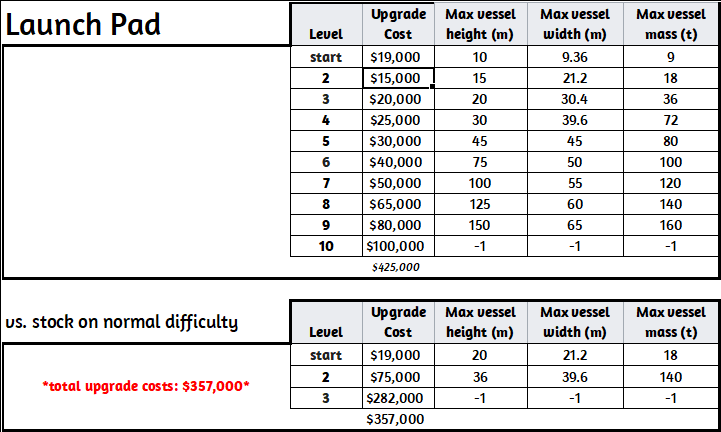 Launch Pad
Level Upgrade Cost Max vessel height (m) Max vessel width (m) Max vessel mass (t)
start $19,000 10 9.36 9
2 $15,000 15 21.2 18
3 $20,000 20 30.4 36
4 $25,000 30 39.6 72
5 $30,000 45 45 80
6 $40,000 75 50 100
7 $50,000 100 55 120
8 $65,000 125 60 140
9 $80,000 150 65 160
10 $100,000 -1 -1 -1
$425,000
vs. stock on normal difficulty
Level Upgrade Cost Max vessel height (m) Max vessel width (m) Max vessel mass (t)
start $19,000 20 21.2 18
*total upgrade costs: $357,000*
2 $75,000 36 39.6 140
3 $282,000 -1 -1 -1
$357,000